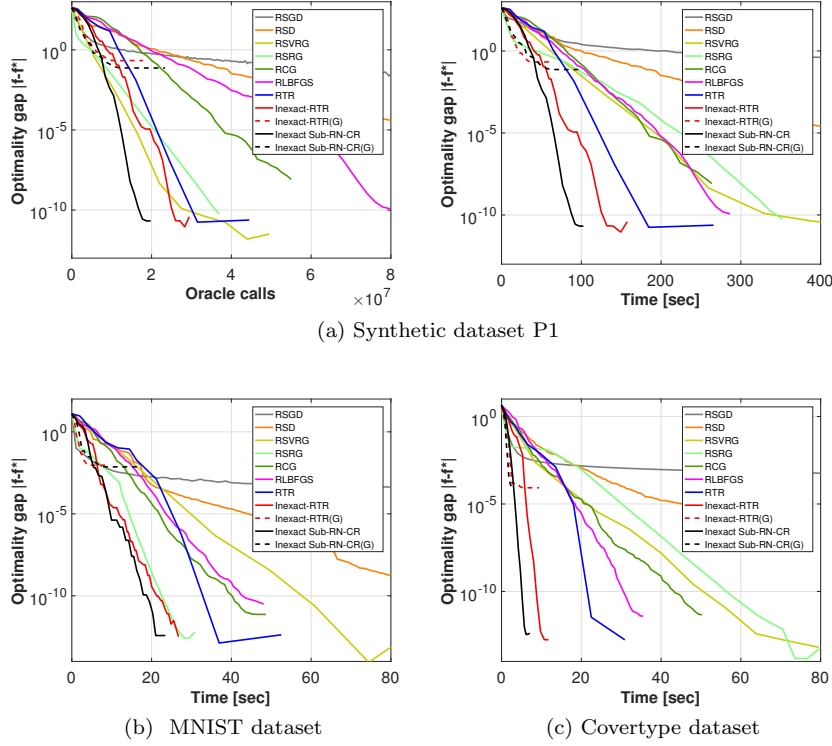 Optimality gap |f-f*|
10^0
10^-5
10^-10
0
20
40
60
80
Oracle calls
×10^7
RSGD
RSD
RSVRG
RSRG
RCG
RLBFGS
RTR
Inexact-RTR
Inexact-RTR(G)
Inexact Sub-RN-CR
Inexact Sub-RN-CR(G)
Optimality gap |f-f*|
10^0
10^-5
10^-10
0
100
200
300
400
Time [sec]
RSGD
RSD
RSVRG
RSRG
RCG
RLBFGS
RTR
Inexact-RTR
Inexact-RTR(G)
Inexact Sub-RN-CR
Inexact Sub-RN-CR(G)
(a) Synthetic dataset P1
Optimality gap |f-f*|
10^0
10^-5
10^-10
0
20
40
60
80
Time [sec]
RSGD
RSD
RSVRG
RSRG
RCG
RLBFGS
RTR
Inexact-RTR
Inexact-RTR(G)
Inexact Sub-RN-CR
Inexact Sub-RN-CR(G)
(b) MNIST dataset
Optimality gap |f-f*|
10^0
10^-5
10^-10
0
20
40
60
80
Time [sec]
RSGD
RSD
RSVRG
RSRG
RCG
RLBFGS
RTR
Inexact-RTR
Inexact-RTR(G)
Inexact Sub-RN-CR
Inexact Sub-RN-CR(G)
(c) Covertype dataset